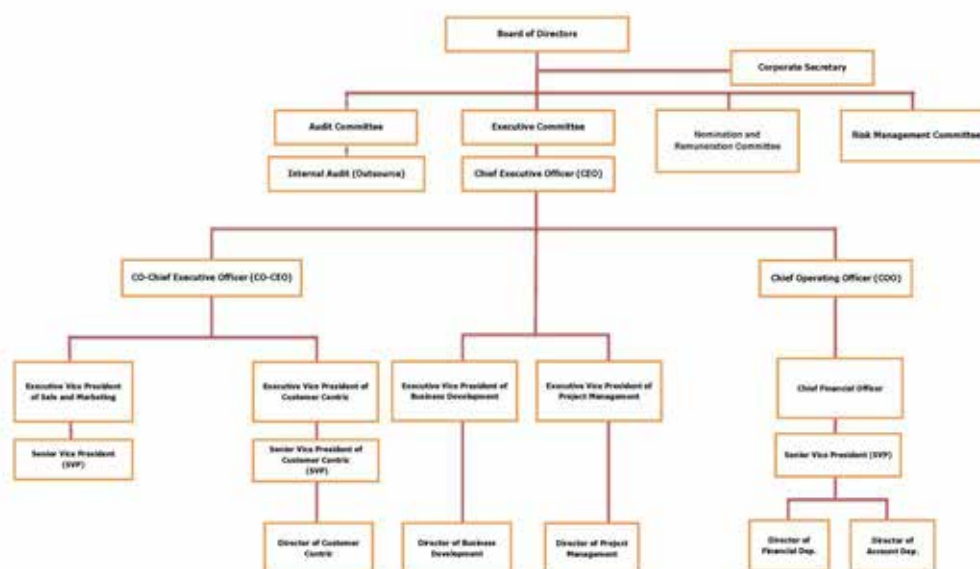 Board of Directors
Corporate Secretary
Audit Committee
Executive Committee
Nomination and
Remuneration Committee
Risk Management Committee
Internal Audit (Outsource)
Chief Executive Officer (CEO)
CO-Chief Executive Officer (CO-CEO)
Chief Operating Officer (COO)
Executive Vice President
of Sale and Marketing
Executive Vice President of
Customer Centric
Executive Vice President of
Business Development
Executive Vice President of
Project Management
Chief Financial Officer
Senior Vice President
(SVP)
Senior Vice President of
Customer Centric
(SVP)
Senior Vice President (SVP)
Director of Customer
Centric
Director of Business
Development
Director of Project
Management
Director of
Financial Dep.
Director of
Account Dep.